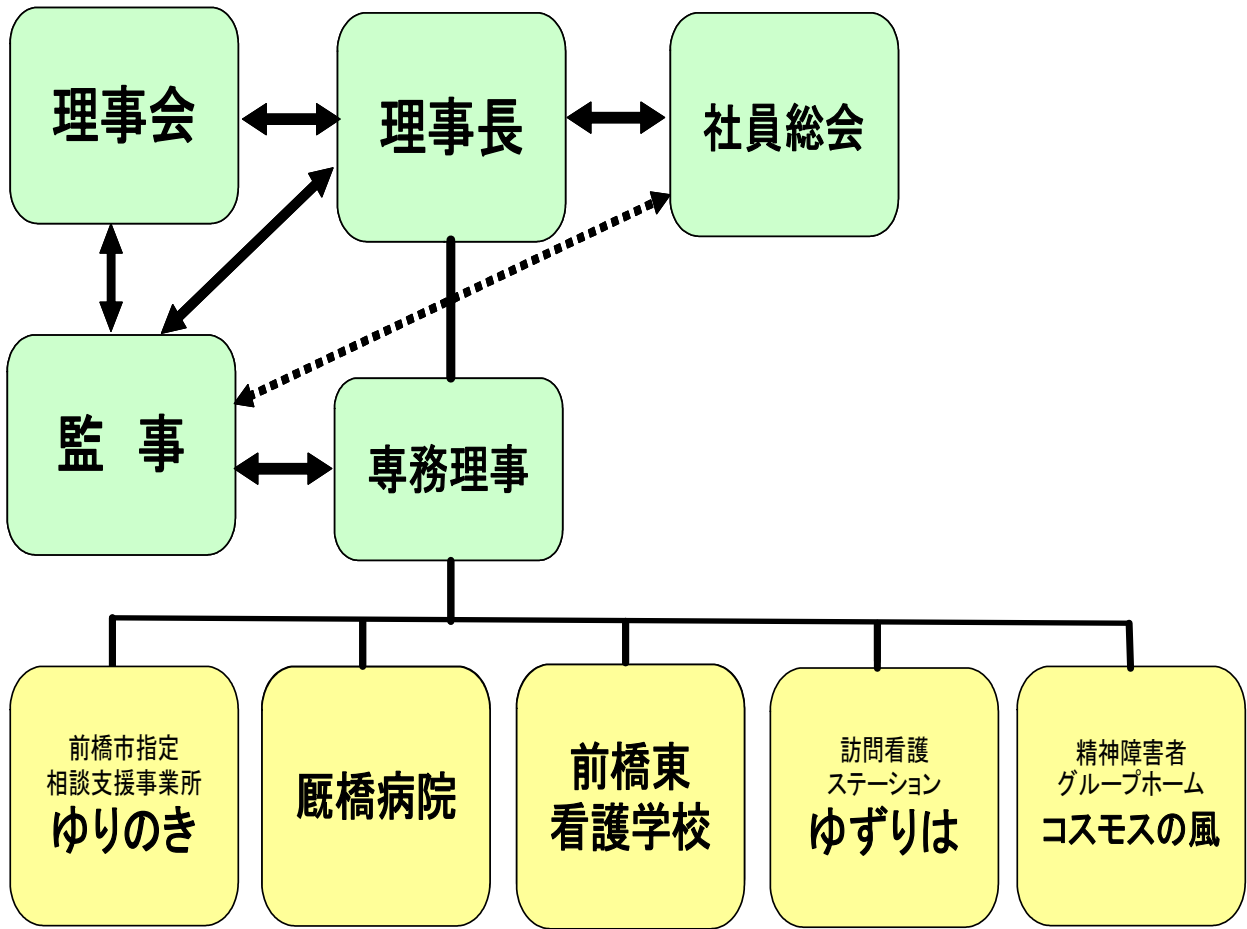 理事会
理事長
社員総会
監　事
専務理事
前橋市指定
相談支援事業所
ゆりのき
厩橋病院
前橋東
看護学校
訪問看護
ステーション
ゆずりは
精神障害者
グループホーム
コスモスの風